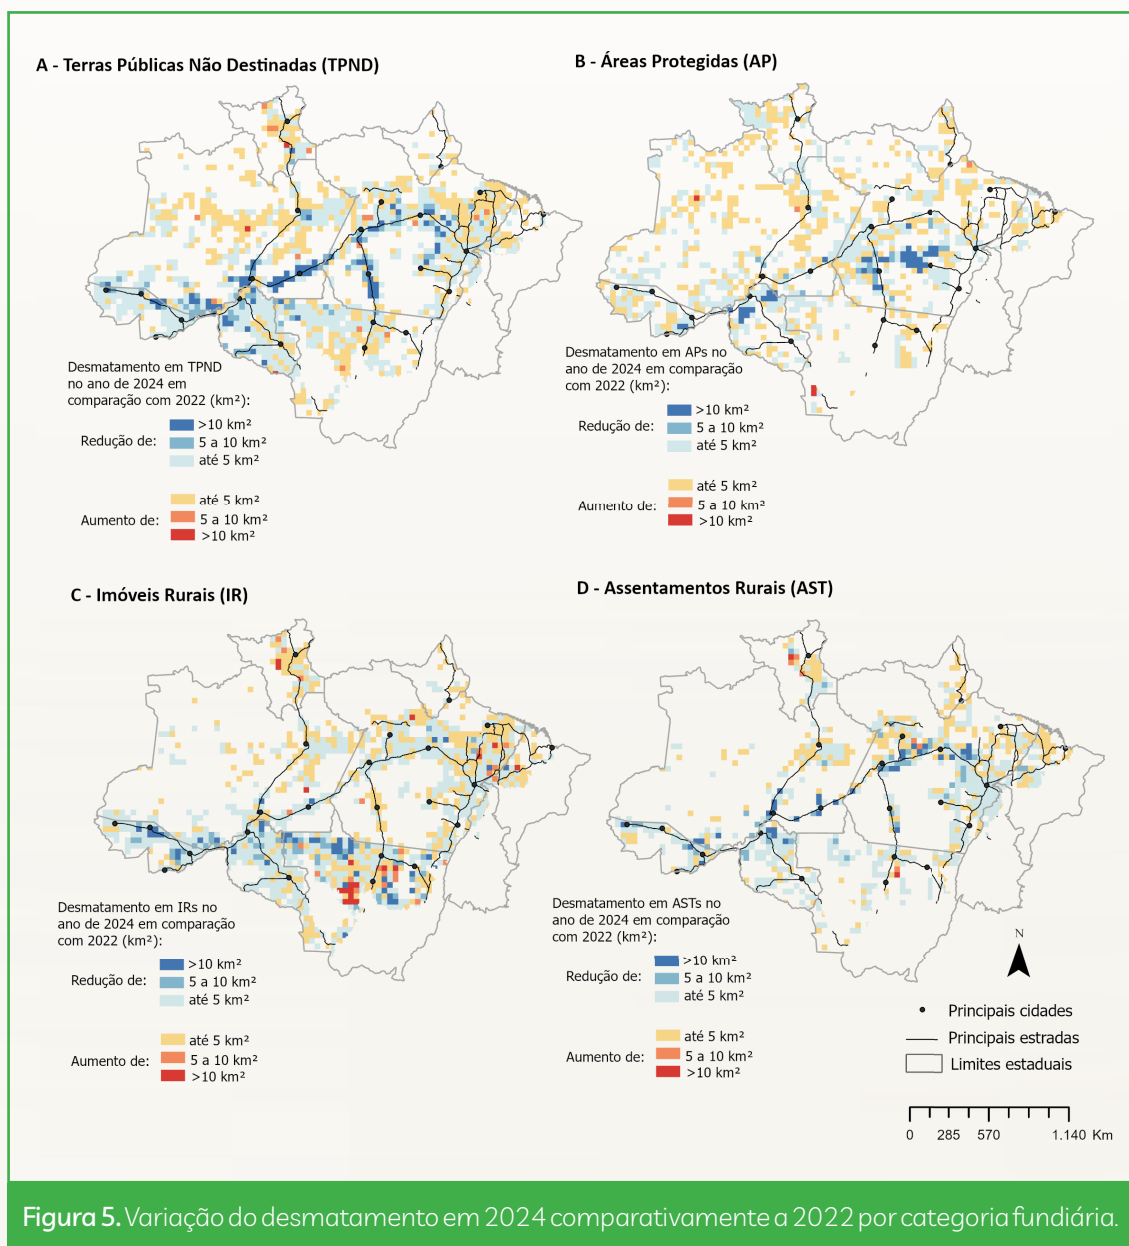 A - Terras Públicas Não Destinadas (TPND)
Desmatamento em TPND
no ano de 2024 em
comparação com 2022 (km²):
Redução de:
>10 km²
5 a 10 km²
até 5 km²
Aumento de:
até 5 km²
5 a 10 km²
>10 km²
B - Áreas Protegidas (AP)
Desmatamento em APs no
ano de 2024 em comparação
com 2022 (km²):
Redução de:
>10 km²
5 a 10 km²
até 5 km²
Aumento de:
até 5 km²
5 a 10 km²
>10 km²
C - Imóveis Rurais (IR)
Desmatamento em IRs no
ano de 2024 em comparação
com 2022 (km²):
Redução de:
>10 km²
5 a 10 km²
até 5 km²
Aumento de:
até 5 km²
5 a 10 km²
>10 km²
D - Assentamentos Rurais (AST)
Desmatamento em ASTs no
ano de 2024 em comparação
com 2022 (km²):
Redução de:
>10 km²
5 a 10 km²
até 5 km²
Aumento de:
até 5 km²
5 a 10 km²
>10 km²
N
Principais cidades
Principais estradas
Limites estaduais
0 285 570 1.140 Km
Figura 5. Variação do desmatamento em 2024 comparativamente a 2022 por categoria fundiária.